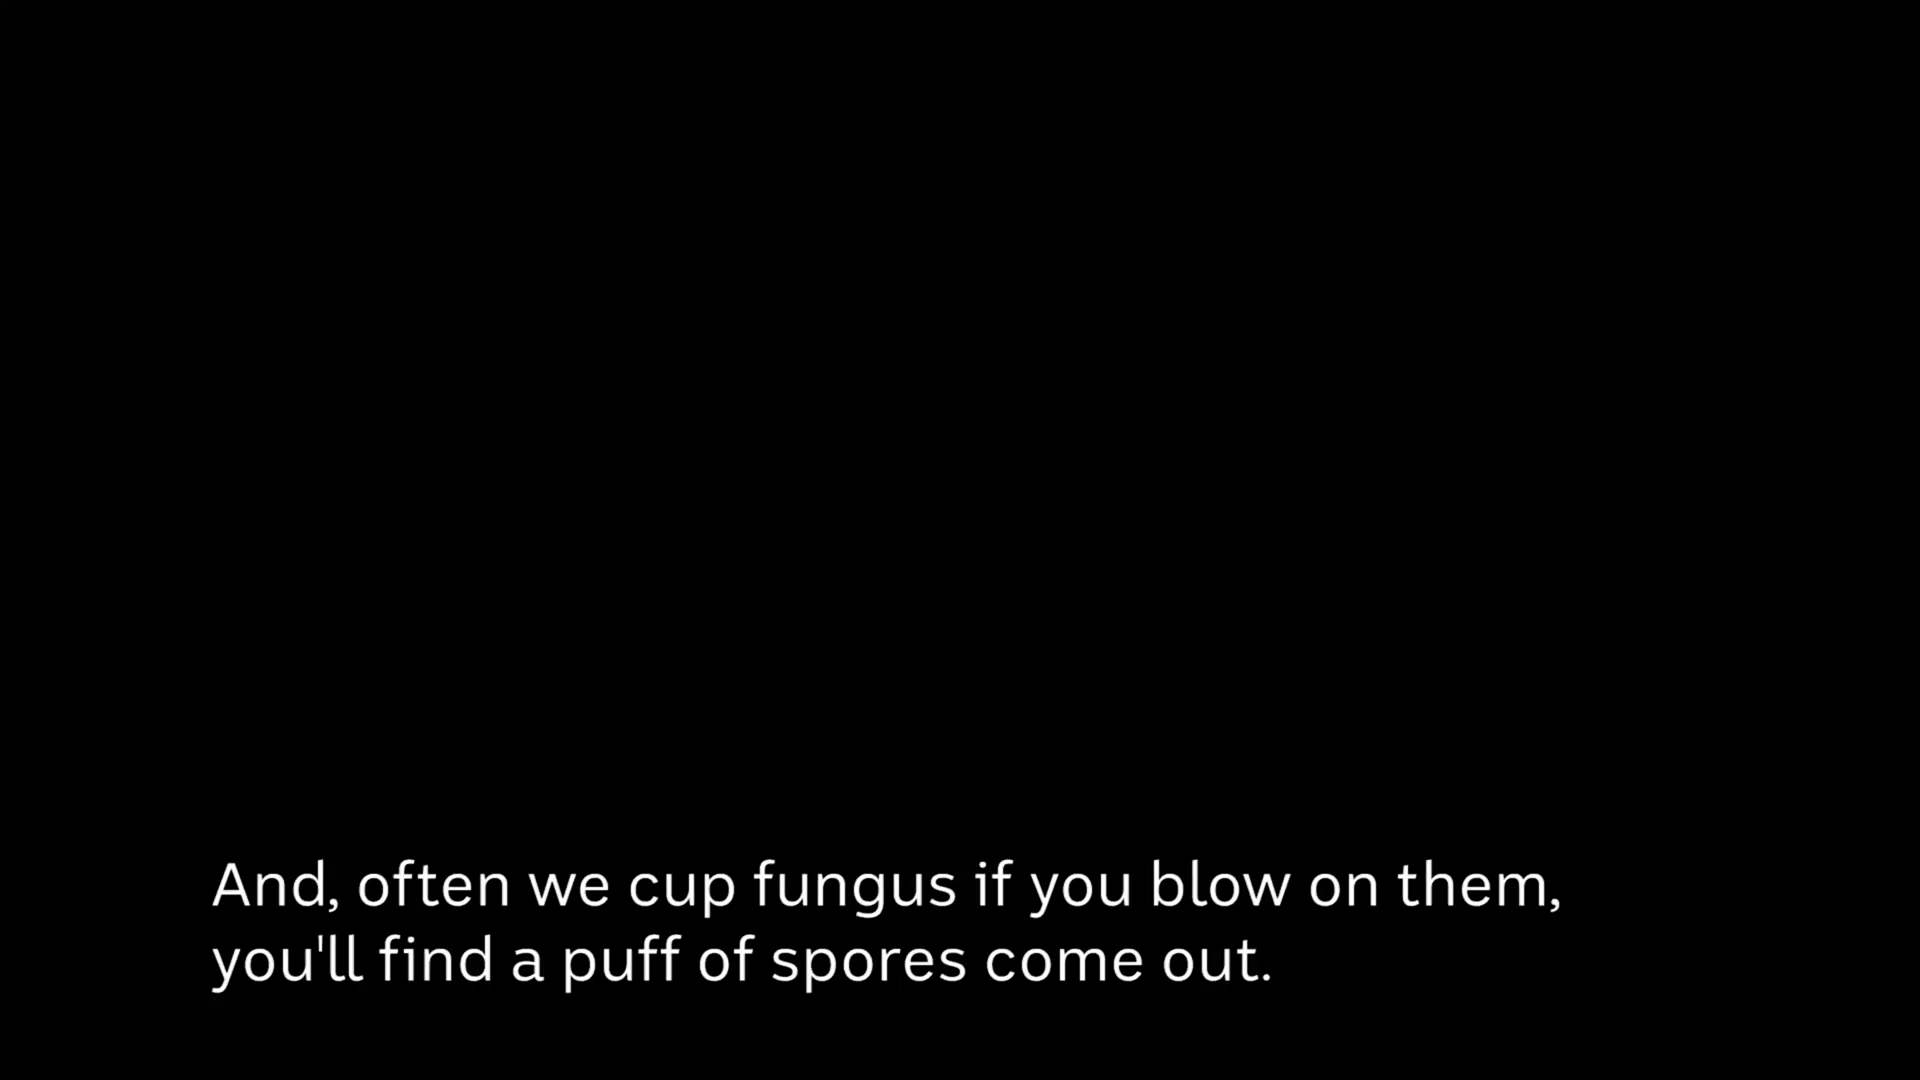 And, often we cup fungus if you blow on them,
you'll find a puff of spores come out.